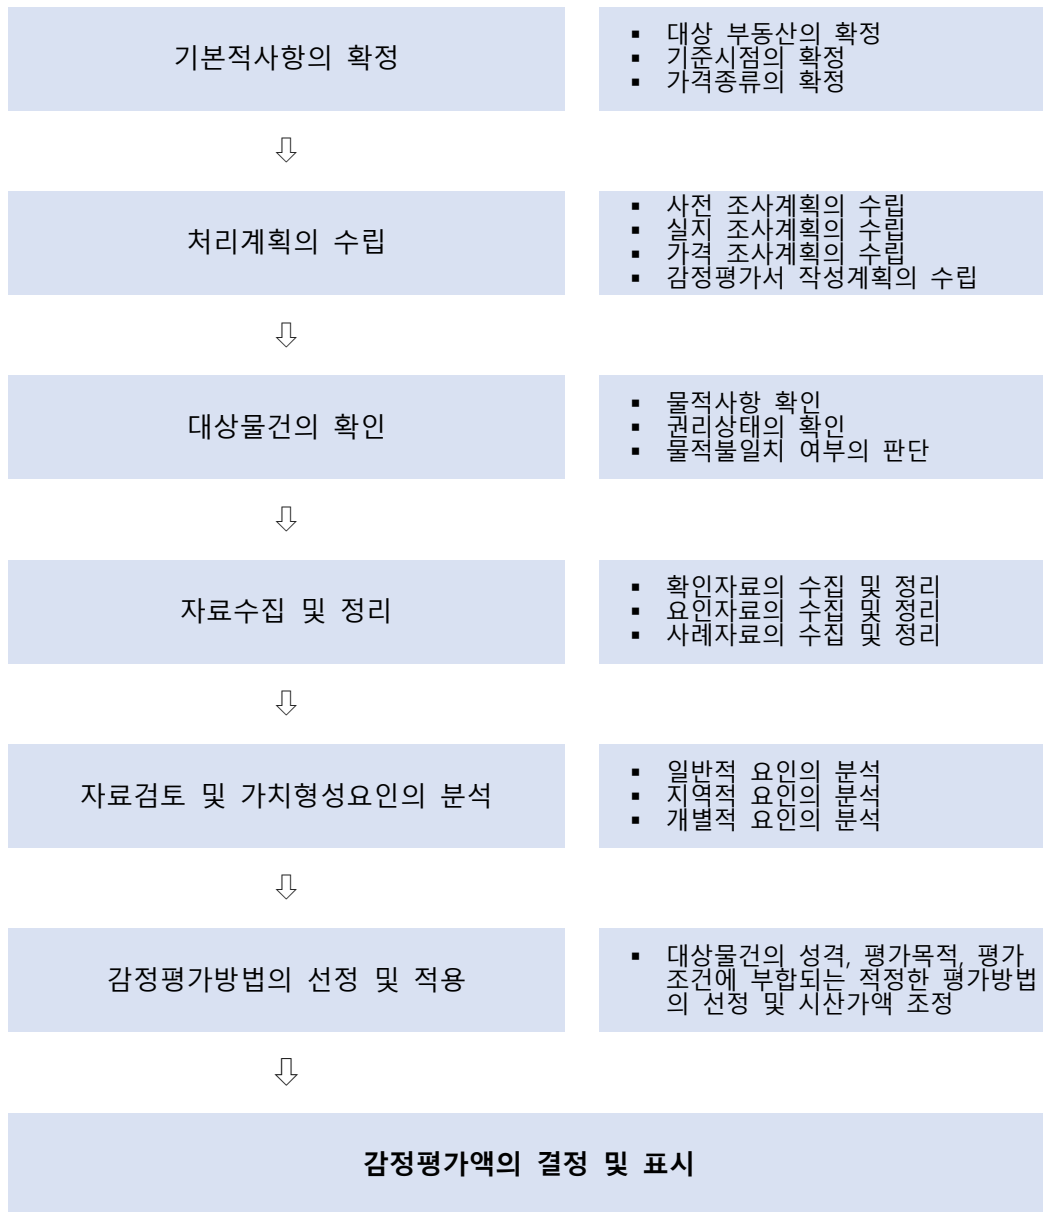 기본적사항의 확정
▪ 대상 부동산의 확정
▪ 기준시점의 확정
▪ 가격종류의 확정
⇩
처리계획의 수립
▪ 사전 조사계획의 수립
▪ 실지 조사계획의 수립
▪ 가격 조사계획의 수립
▪ 감정평가서 작성계획의 수립
⇩
대상물건의 확인
▪ 물적사항 확인
▪ 권리상태의 확인
▪ 물적불일치 여부의 판단
⇩
자료수집 및 정리
▪ 확인자료의 수집 및 정리
▪ 요인자료의 수집 및 정리
▪ 사례자료의 수집 및 정리
⇩
자료검토 및 가치형성요인의 분석
▪ 일반적 요인의 분석
▪ 지역적 요인의 분석
▪ 개별적 요인의 분석
⇩
감정평가방법의 선정 및 적용
▪ 대상물건의 성격, 평가목적, 평가
조건에 부합되는 적정한 평가방법
의 선정 및 시산가액 조정
⇩
감정평가액의 결정 및 표시